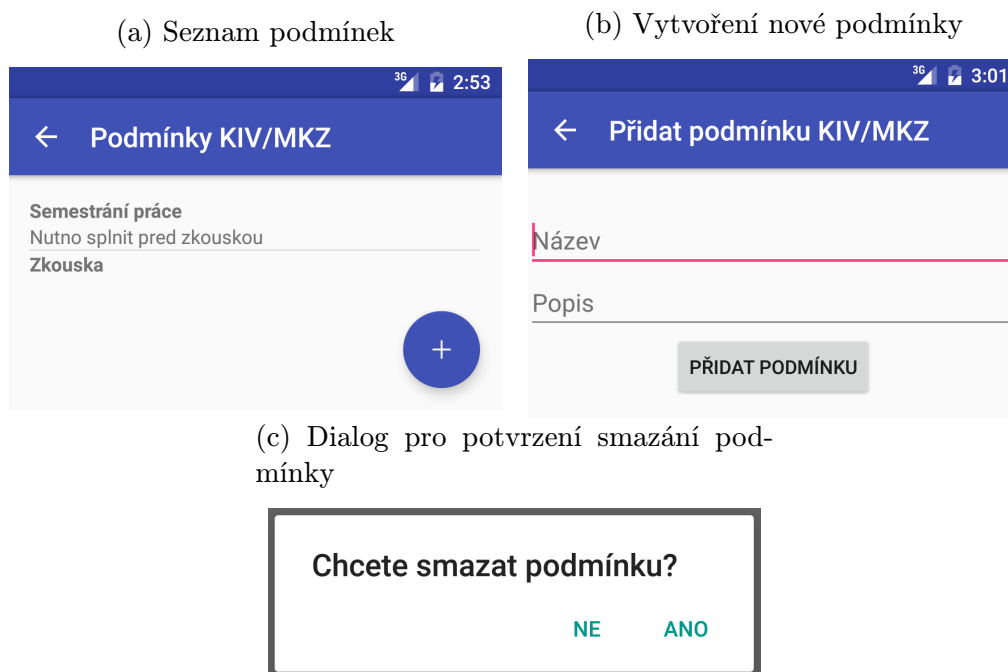 (a) Seznam podmínek
3G 2:53
Podmínky KIV/MKZ
Semestrání práce
Nutno splnit pred zkouskou
Zkouska
(b) Vytvoření nové podmínky
3G 3:01
Přidat podmínku KIV/MKZ
Název
Popis
PŘIDAT PODMÍNKU
(c) Dialog pro potvrzení smazání pod-
mínky
Chcete smazat podmínku?
NE ANO